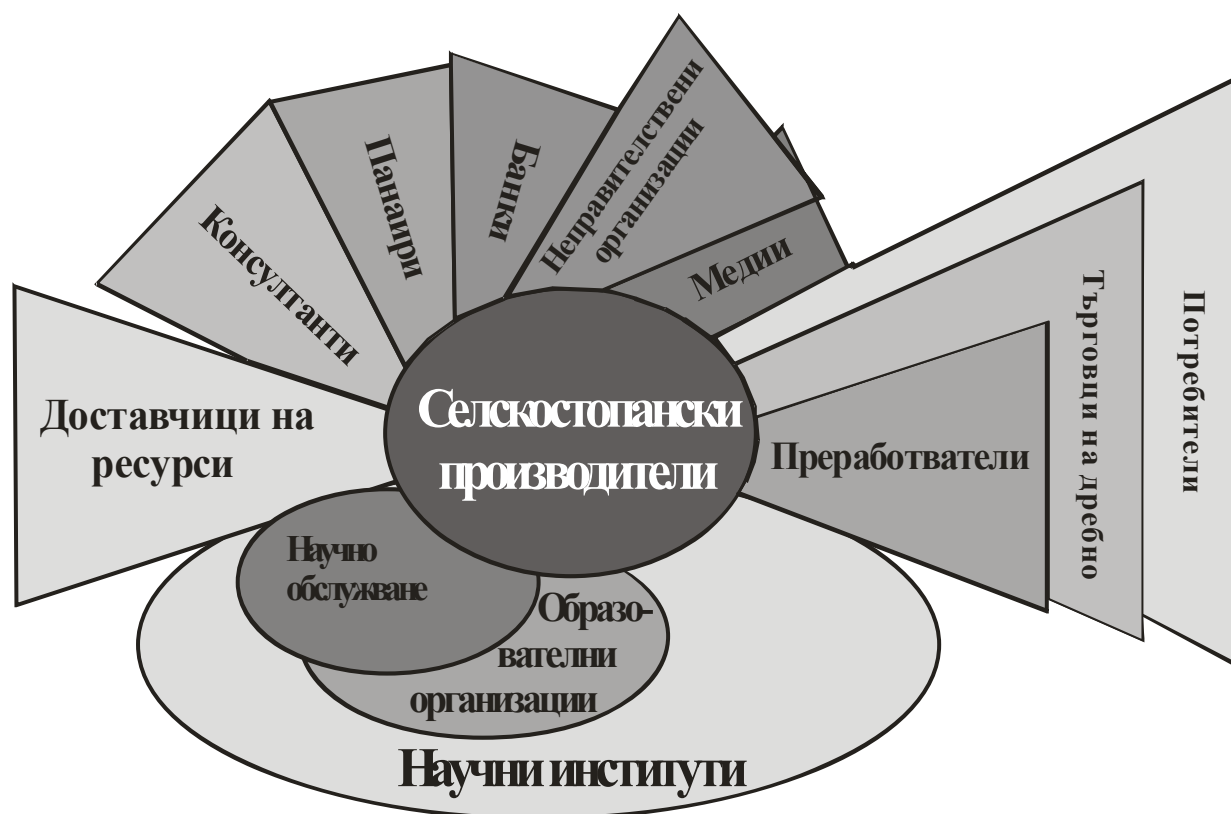 Консултанти
Панаири
Банки
Неправителствени
организации
Медии
Доставчици на
ресурси
Селскостопански
производители
Преработватели
Търговци на дребно
Потребители
Научно
обслужване
Образо-
вателни
организации
Научни институти